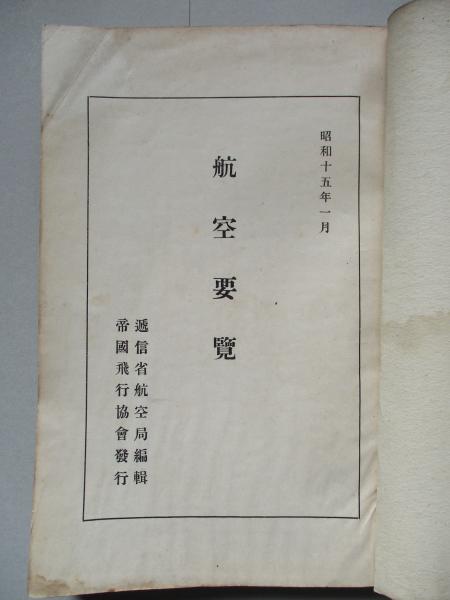 昭和十五年一月
航空要覽
遞信省航空局編輯
帝國飛行協會發行